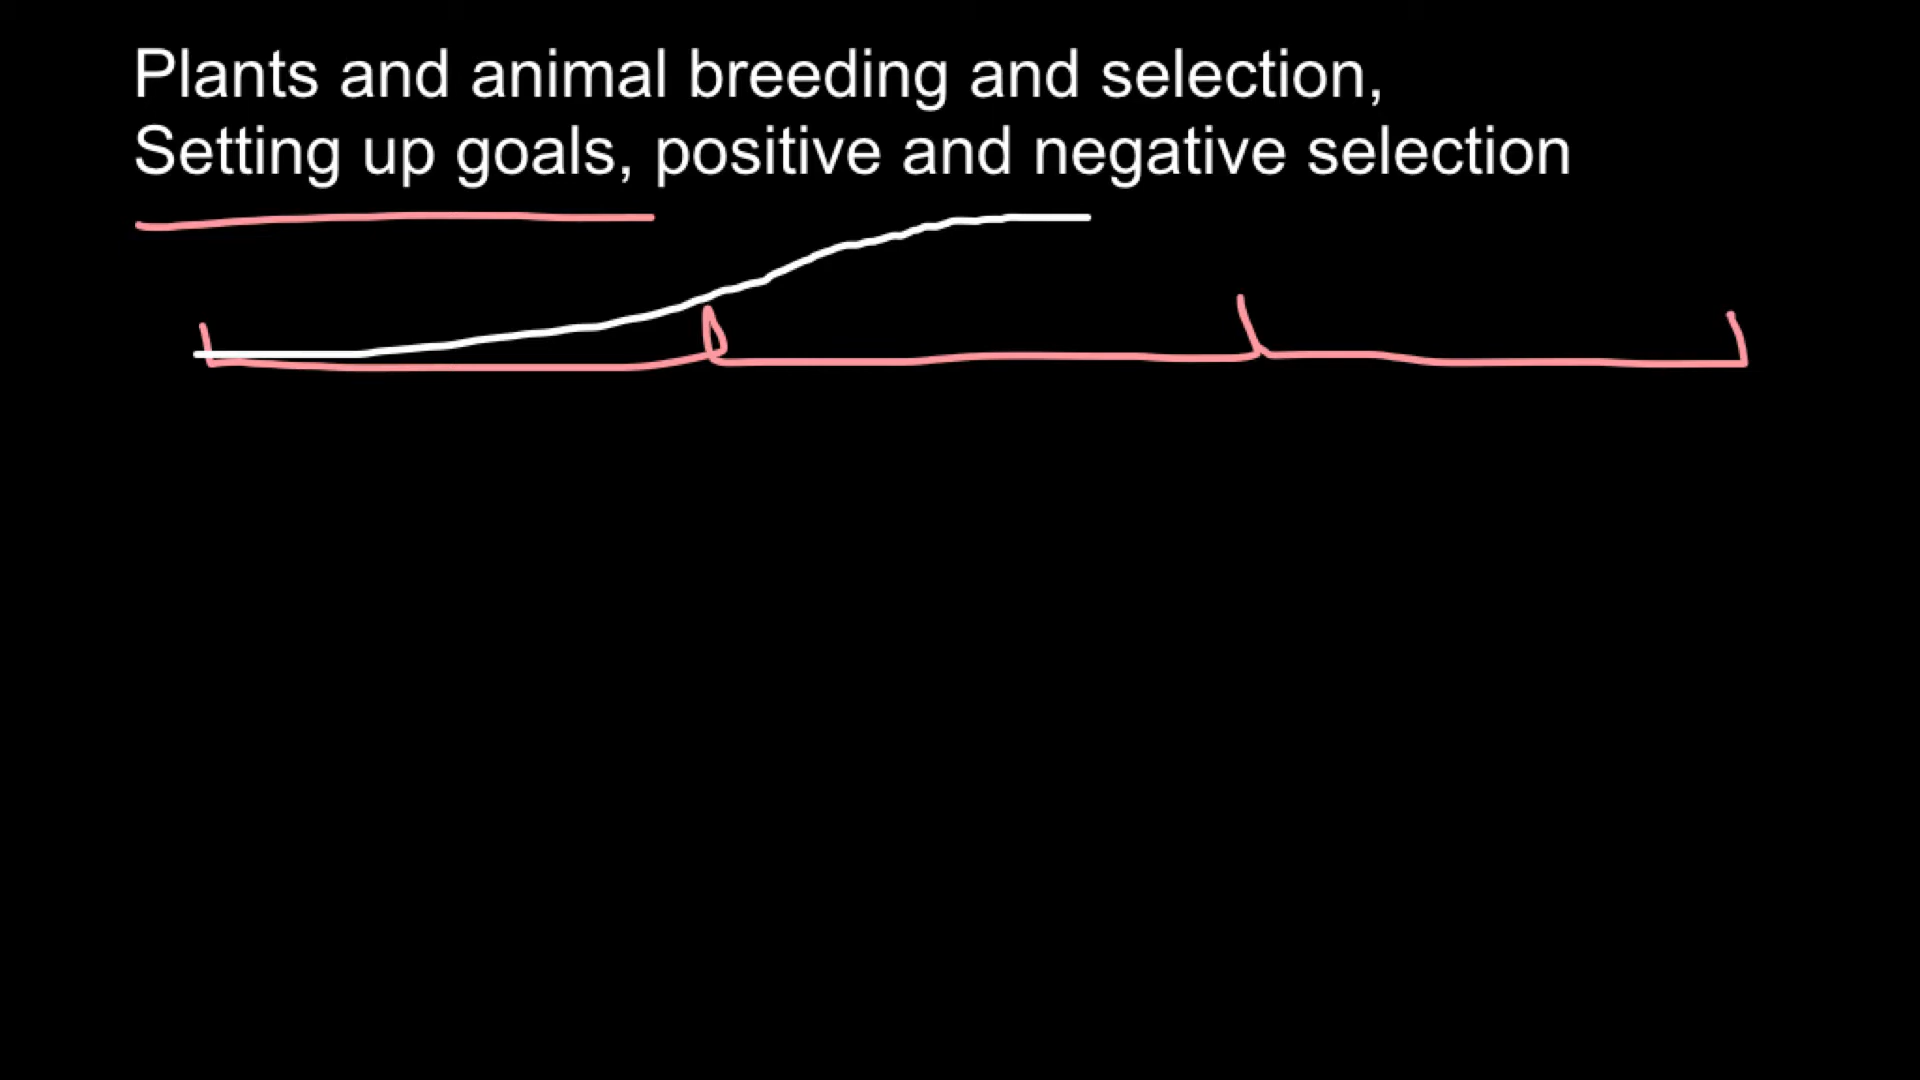 Plants and animal breeding and selection,
Setting up goals, positive and negative selection